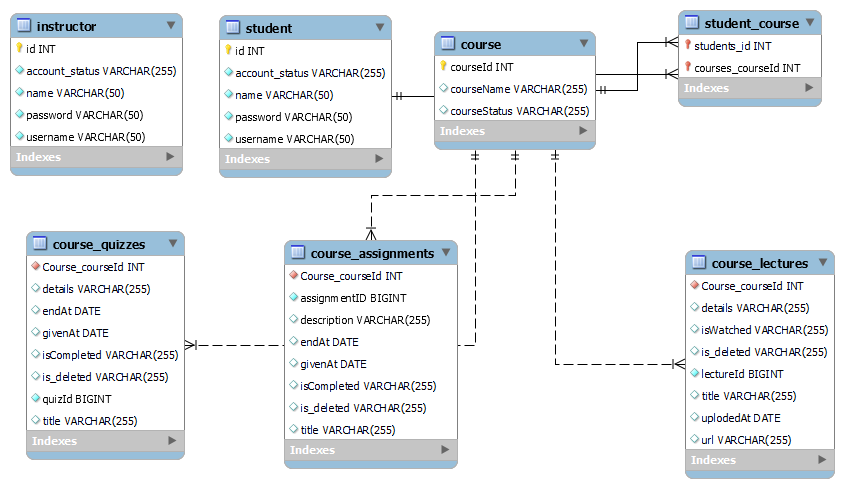 instructor
id INT
account_status VARCHAR(255)
name VARCHAR(50)
password VARCHAR(50)
username VARCHAR(50)
Indexes
student
id INT
account_status VARCHAR(255)
name VARCHAR(50)
password VARCHAR(50)
username VARCHAR(50)
Indexes
course
courseId INT
courseName VARCHAR(255)
courseStatus VARCHAR(255)
Indexes
student_course
students_id INT
courses_courseId INT
Indexes
course_quizzes
Course_courseId INT
details VARCHAR(255)
endAt DATE
givenAt DATE
isCompleted VARCHAR(255)
is_deleted VARCHAR(255)
quizId BIGINT
title VARCHAR(255)
Indexes
course_assignments
Course_courseId INT
assignmentID BIGINT
description VARCHAR(255)
endAt DATE
givenAt DATE
isCompleted VARCHAR(255)
is_deleted VARCHAR(255)
title VARCHAR(255)
Indexes
course_lectures
Course_courseId INT
details VARCHAR(255)
isWatched VARCHAR(255)
is_deleted VARCHAR(255)
lectureId BIGINT
title VARCHAR(255)
uplodedAt DATE
url VARCHAR(255)
Indexes